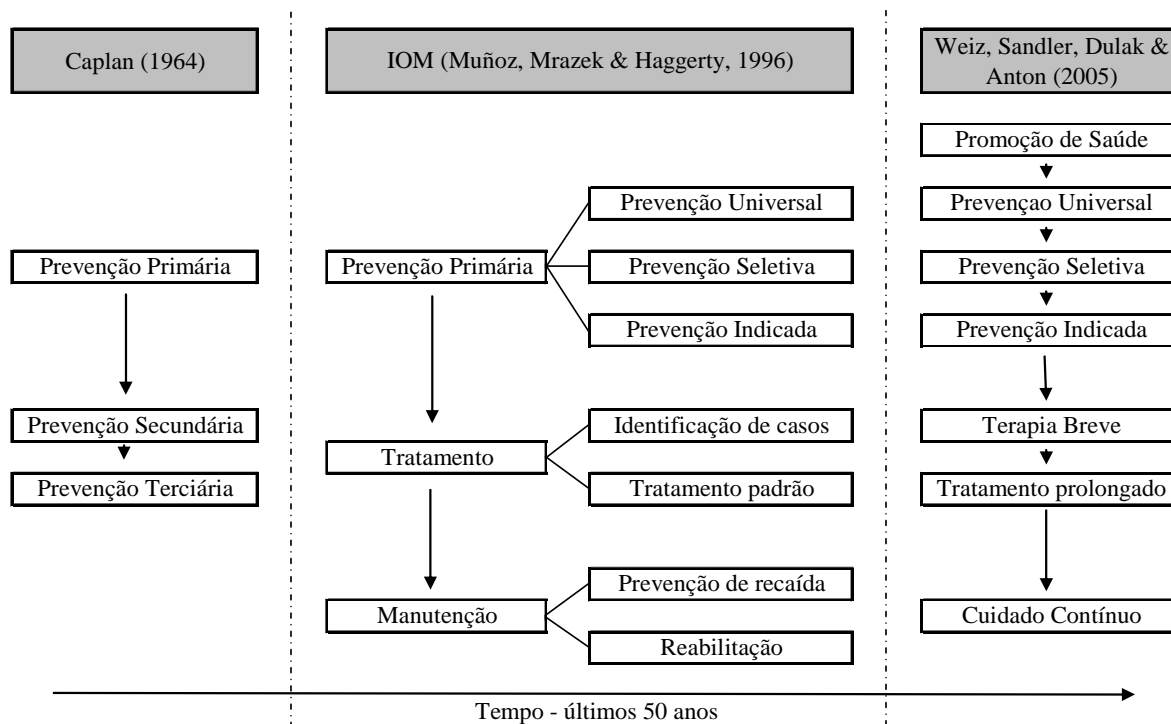 Caplan (1964)
Prevenção Primária
Prevenção Secundária
Prevenção Terciária
IOM (Muñoz, Mrazek & Haggerty, 1996)
Prevenção Primária
Prevenção Universal
Prevenção Seletiva
Prevenção Indicada
Tratamento
Identificação de casos
Tratamento padrão
Manutenção
Prevenção de recaída
Reabilitação
Weiz, Sandler, Dulak &
Anton (2005)
Promoção de Saúde
Prevençao Universal
Prevenção Seletiva
Prevenção Indicada
Terapia Breve
Tratamento prolongado
Cuidado Contínuo
Tempo - últimos 50 anos